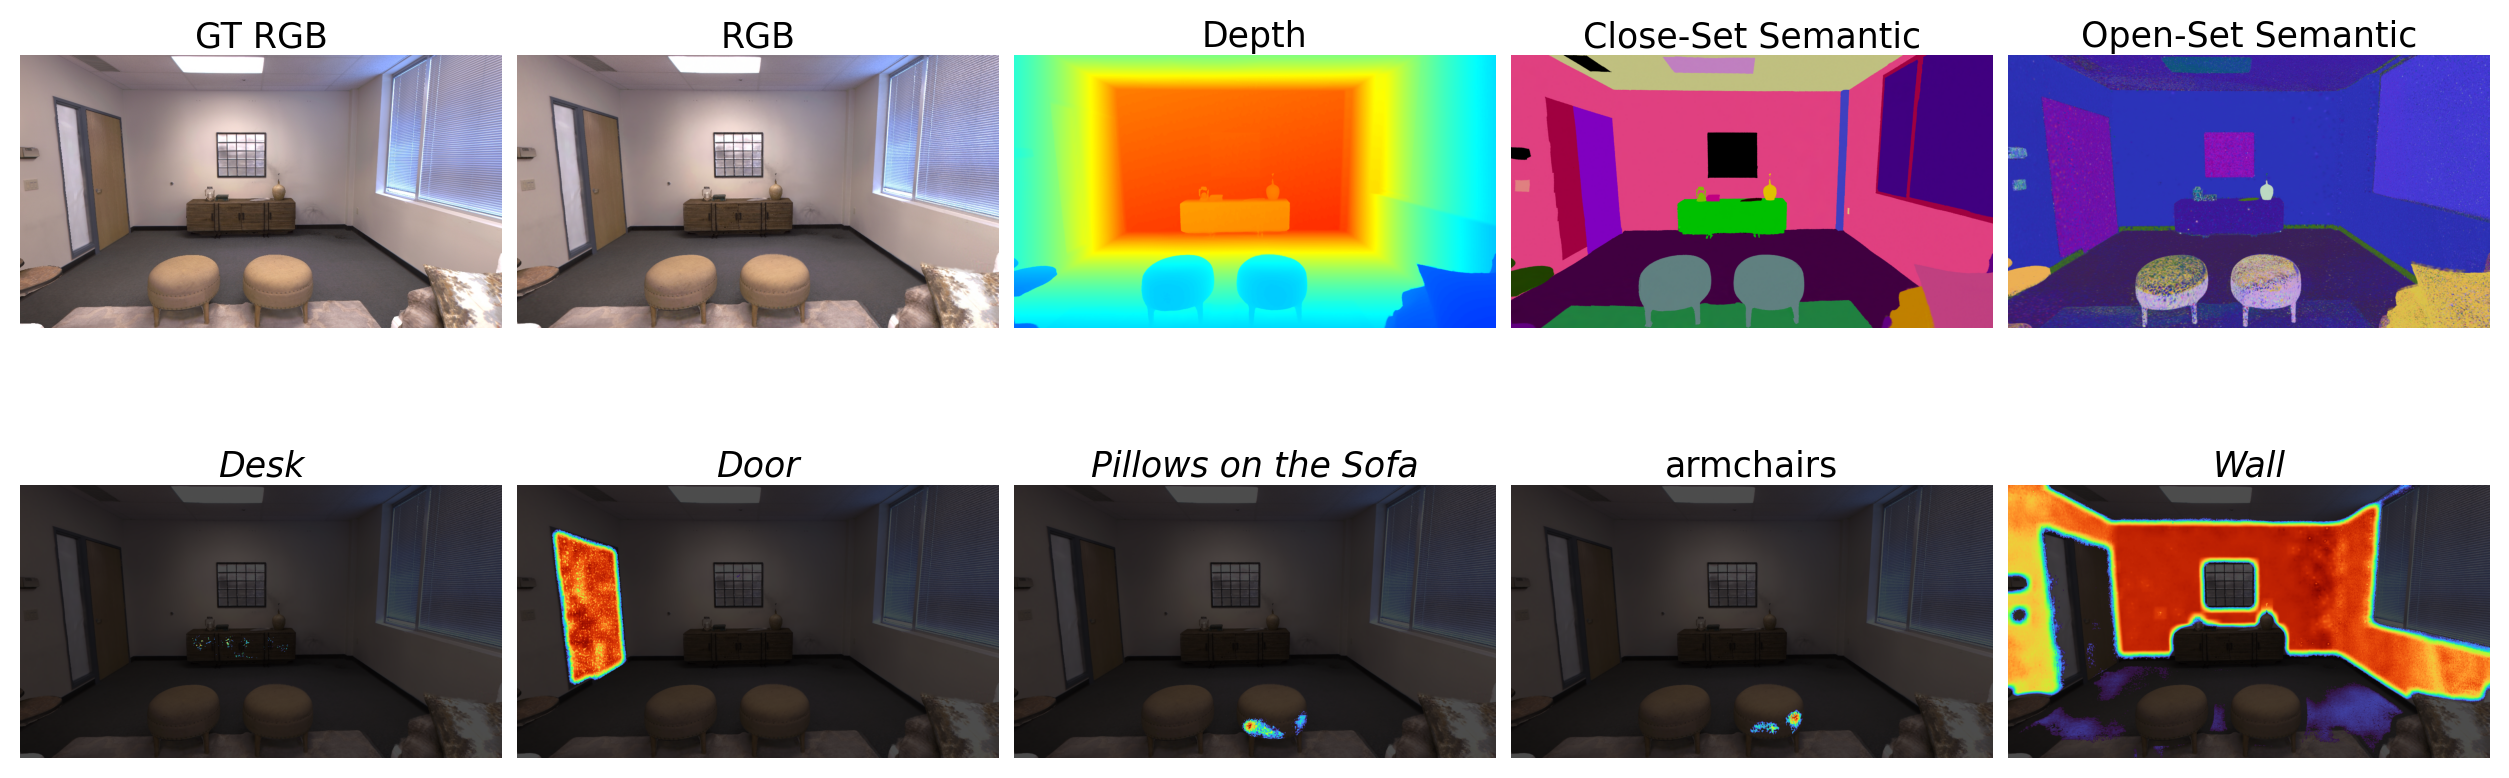 GT RGB
RGB
Depth
Close-Set Semantic
Open-Set Semantic
Desk
Door
Pillows on the Sofa
armchairs
Wall